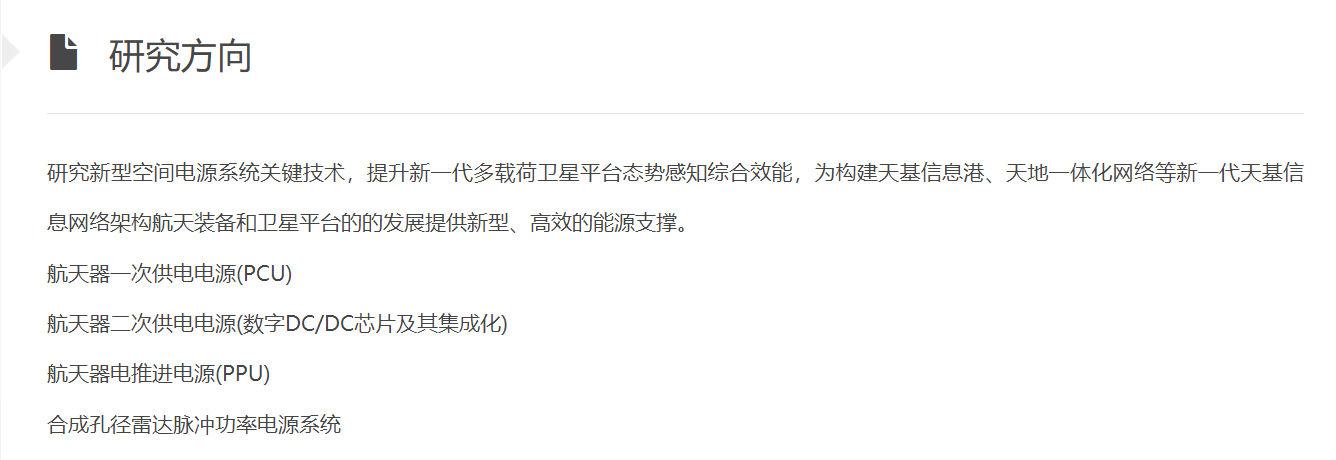 研究方向
研究新型空间电源系统关键技术，提升新一代多载荷卫星平台态势感知综合效能，为构建天基信息港、天地一体化网络等新一代天基信
息网络架构航天装备和卫星平台的的发展提供新型、高效的能源支撑。
航天器一次供电电源(PCU)
航天器二次供电电源(数字DC/DC芯片及其集成化)
航天器电推进电源(PPU)
合成孔径雷达脉冲功率电源系统